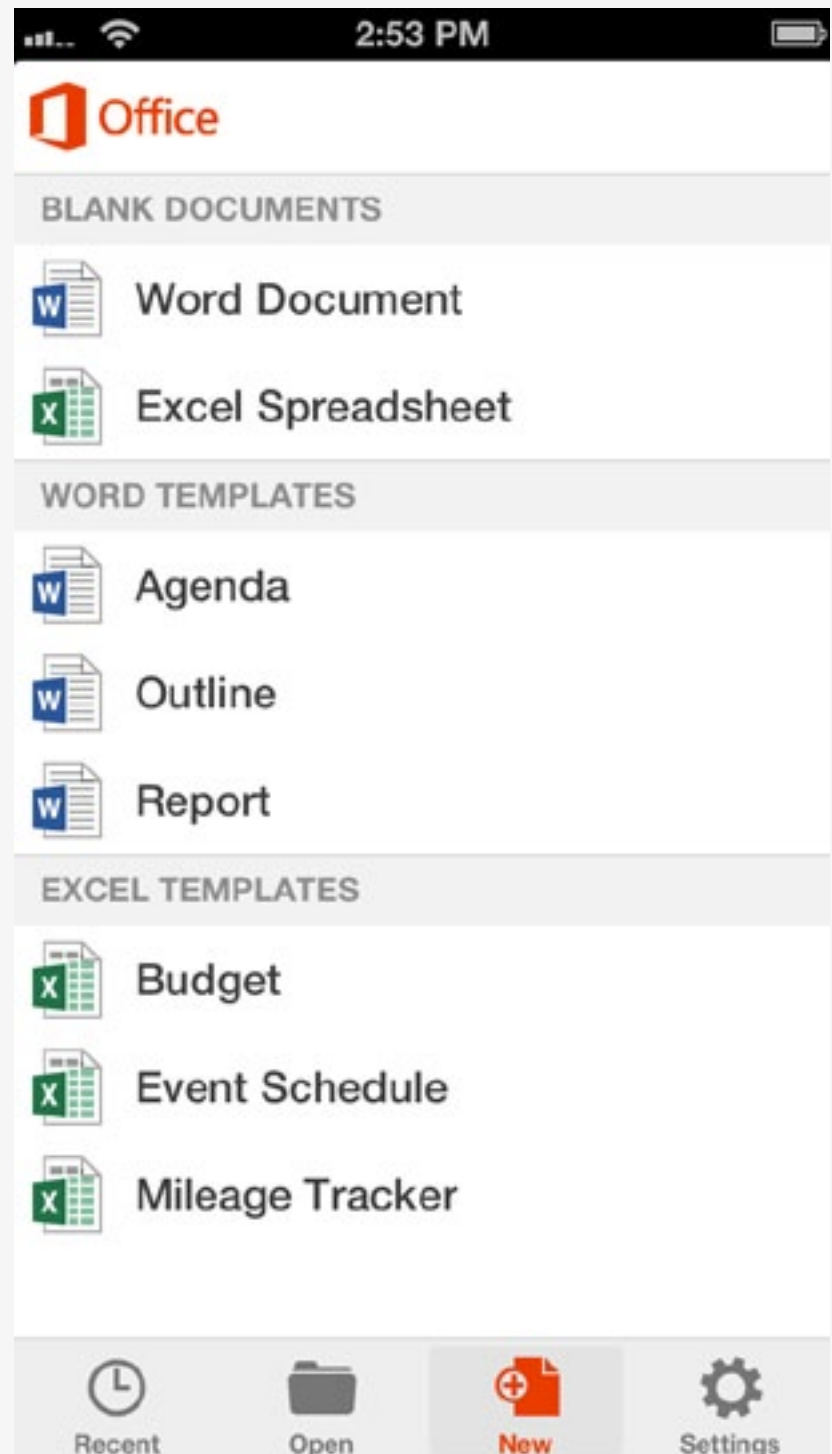 2:53 PM
Office
BLANK DOCUMENTS
W Word Document
X Excel Spreadsheet
WORD TEMPLATES
W Agenda
W Outline
W Report
EXCEL TEMPLATES
X Budget
X Event Schedule
X Mileage Tracker
Recent Open New Settings